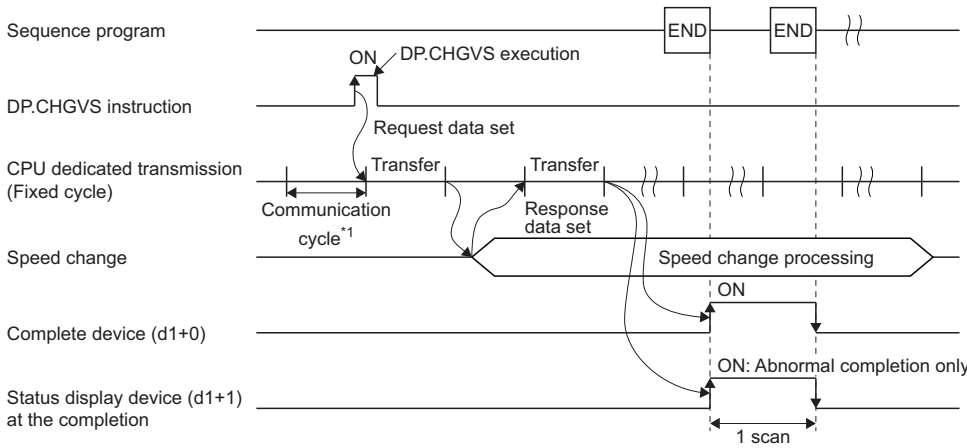 Sequence program
END
END
ON
DP.CHGVS execution
DP.CHGVS instruction
Request data set
CPU dedicated transmission
(Fixed cycle)
Transfer
Transfer
Communication
cycle*1
Response
data set
Speed change
Speed change processing
ON
Complete device (d1+0)
ON: Abnormal completion only
Status display device (d1+1)
at the completion
1 scan